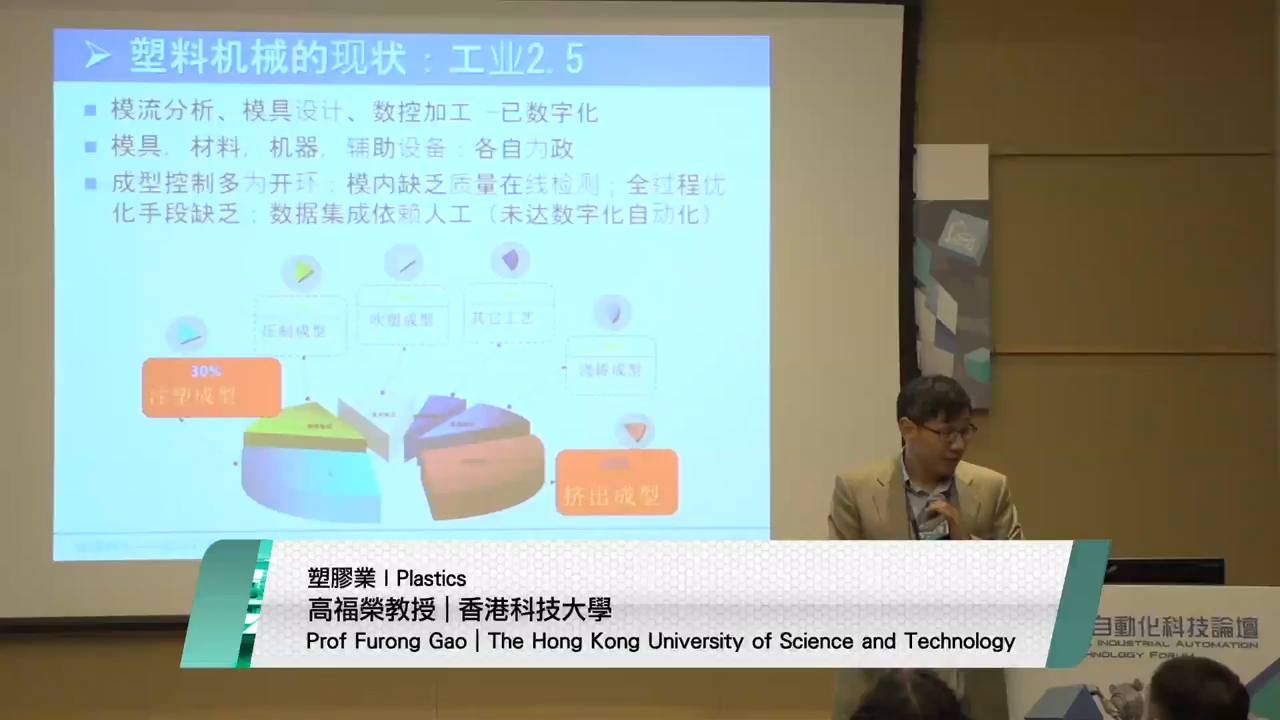 塑料机械的现状：工业2.5
模流分析、模具设计、数控加工 –已数字化
模具，材料，机器，辅助设备：各自为政
成型控制多为开环；模内缺乏质量在线检测；全过程优
化手段缺乏；数据集成依赖人工（未达数字化自动化）
压制成型
吹塑成型
其它工艺
浇铸成型
30%
注塑成型
挤出成型
塑膠業 | Plastics
高福榮教授 | 香港科技大學
Prof Furong Gao | The Hong Kong University of Science and Technology
自動化科技論壇
INDUSTRIAL AUTOMATION
FORUM